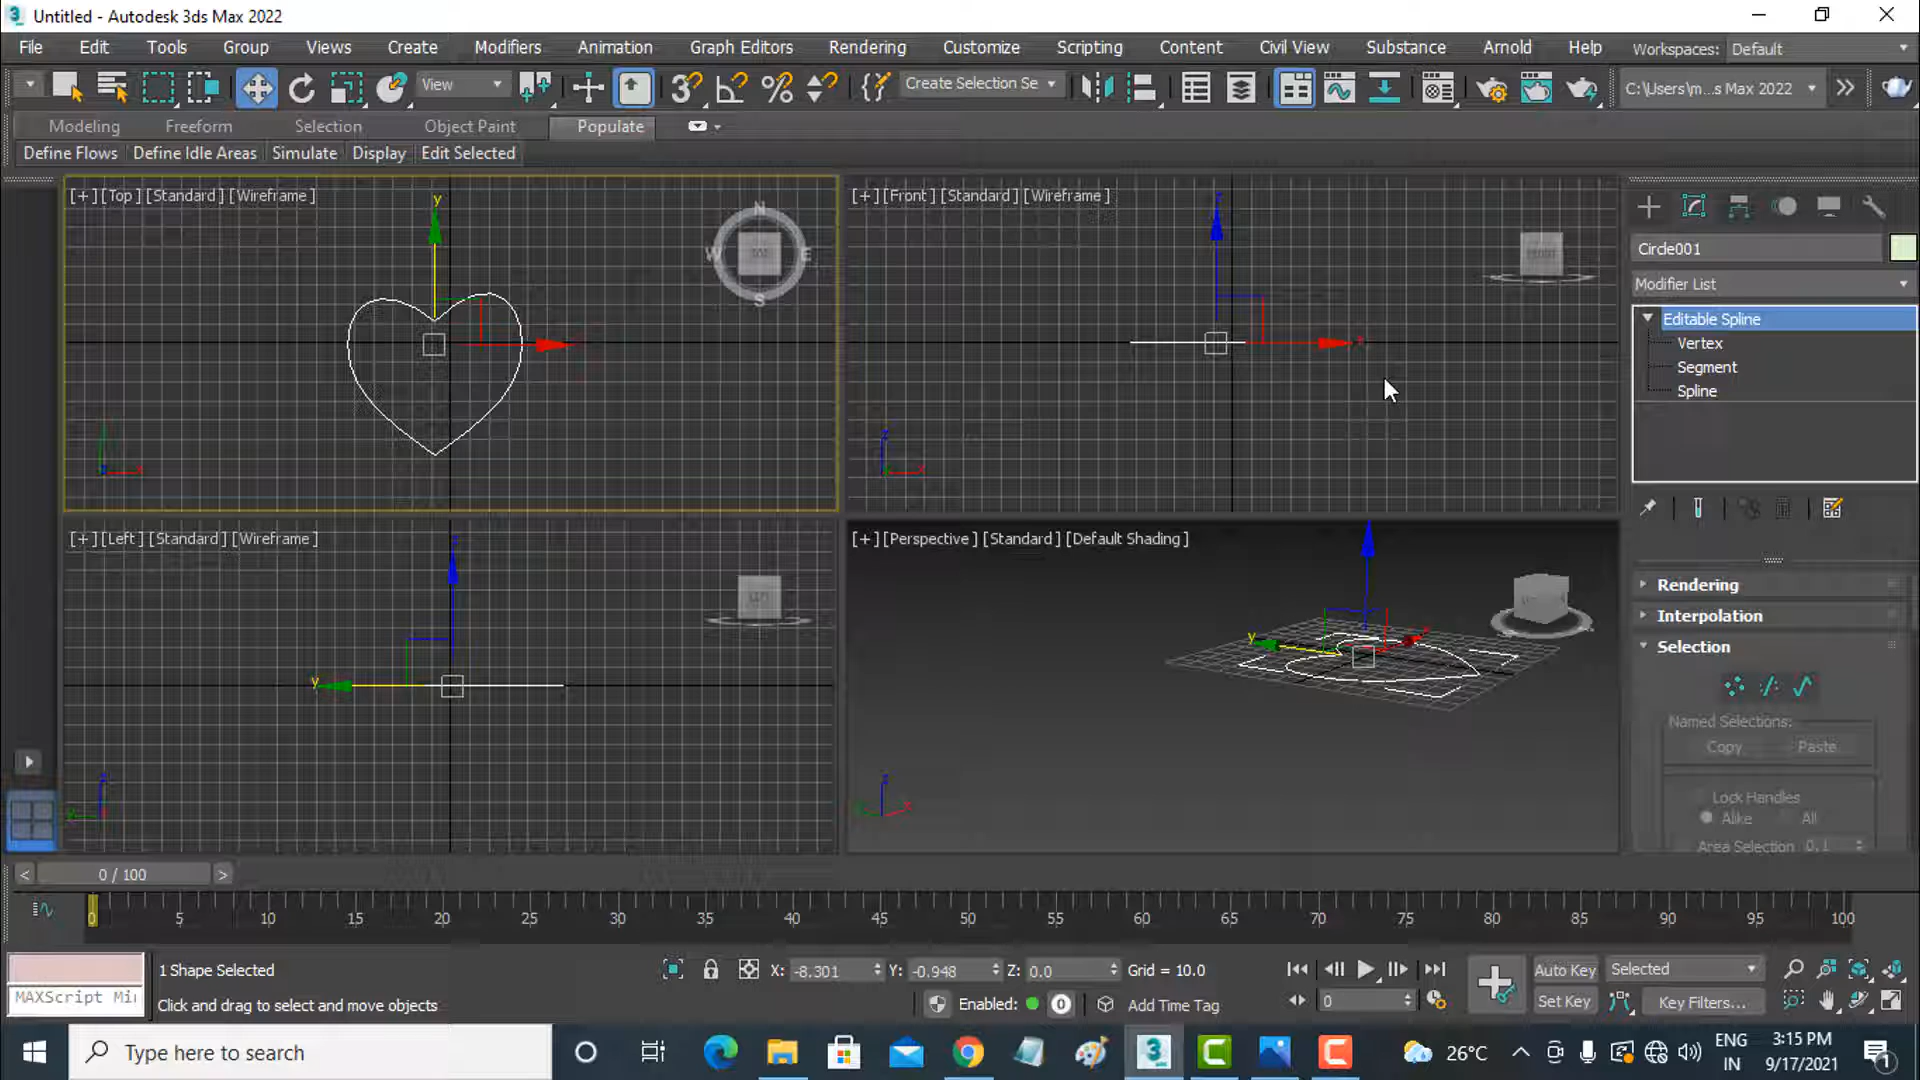 Untitled - Autodesk 3ds Max 2022
File Edit Tools Group Views Create Modifiers Animation Graph Editors Rendering Customize Scripting Content Civil View Substance Arnold Help Workspaces: Default
View Create Selection Se C:\Users\m...s Max 2022
Modeling Freeform Selection Object Paint Populate
Define Flows Define Idle Areas Simulate Display Edit Selected
[+] [Top] [Standard] [Wireframe]
[+] [Front] [Standard] [Wireframe]
y
z
N
W E
S
x
x
Circle001
Modifier List
Editable Spline
Vertex
Segment
Spline
[+] [Left] [Standard] [Wireframe]
[+] [Perspective] [Standard] [Default Shading]
y
y
Rendering
Interpolation
Selection
Named Selections:
Copy Paste
Lock Handles
Alike All
Area Selection 0.1
< 0 / 100 >
0 5 10 15 20 25 30 35 40 45 50 55 60 65 70 75 80 85 90 95 100
1 Shape Selected X: -8.301 Y: -0.948 Z: 0.0 Grid = 10.0 Auto Key Selected
MAXScript Mi Click and drag to select and move objects Enabled: 0 Add Time Tag 0 Set Key Key Filters...
Type here to search 26°C ENG IN 3:15 PM 9/17/2021 1